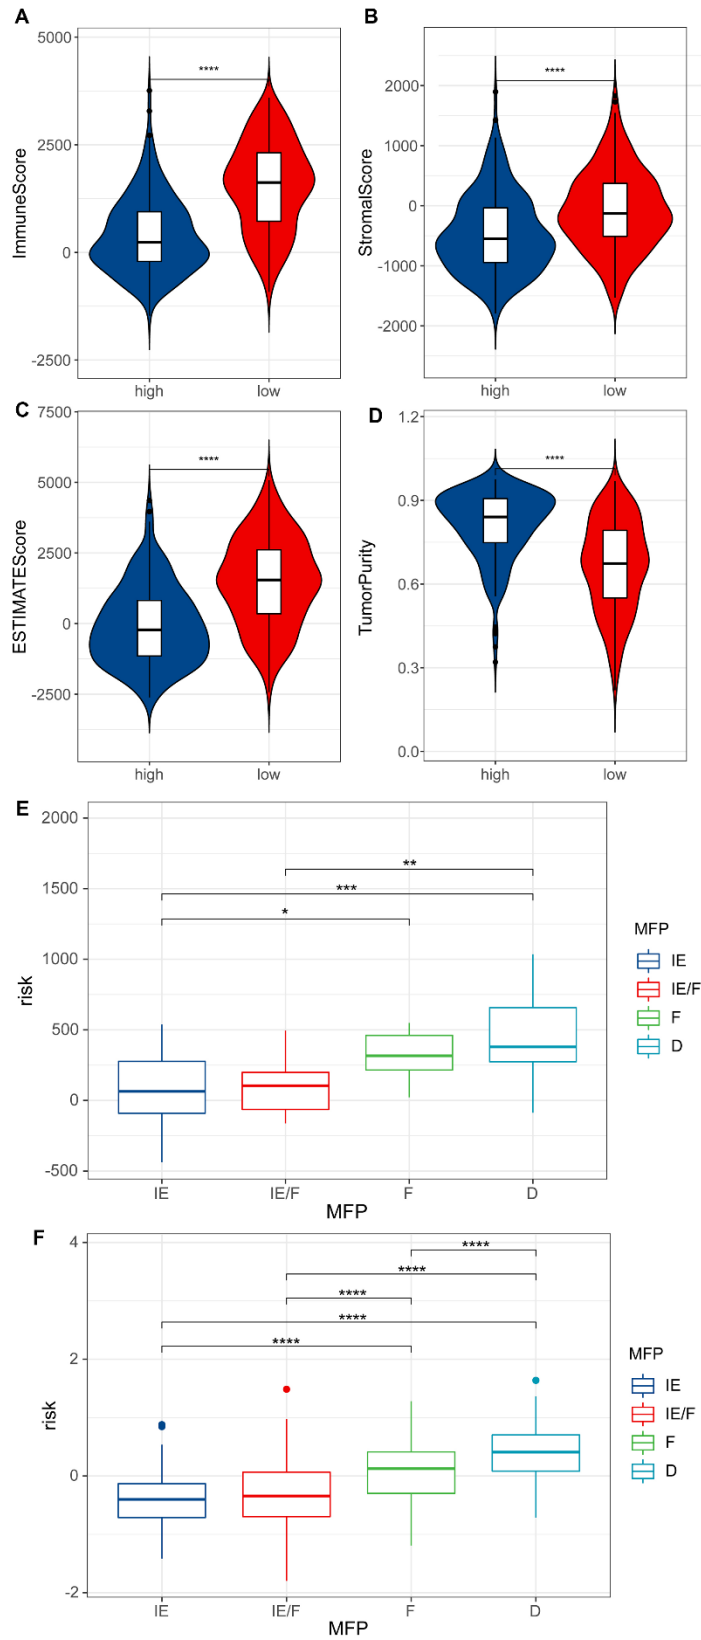 A
ImmuneScore
5000
2500
0
-2500
****
high low
B
StromalScore
2000
1000
0
-1000
-2000
****
high low
C
ESTIMATEScore
7500
5000
2500
0
-2500
****
high low
D
TumorPurity
1.2
0.9
0.6
0.3
0.0
****
high low
E
risk
2000
1500
1000
500
0
-500
**
***
*
IE IE/F F D
MFP
MFP
IE
IE/F
F
D
F
risk
4
2
0
-2
****
****
****
****
****
IE IE/F F D
MFP
MFP
IE
IE/F
F
D